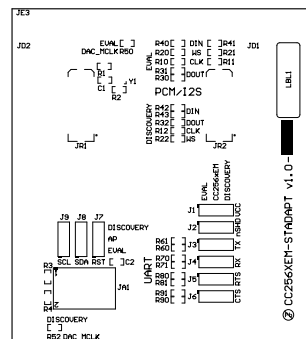 JE3
JD2
EVAL
DAC_MCLK R50
R40 DIN R41
R20 WS R21
R10 CLK R11
R31 DOUT
R30
EVAL
JD1
LBL1
R1
C1
Y1
R2
PCM/I2S
DISCOVERY
R42 DIN
R43
R32 DOUT
R12 CLK
R22 WS
JR1
JR2
EVAL
CC256XEM
DISCOVERY
J1 VCC
J2 nSHD
J3 TX
J4 RX
J5 RTS
J6 CTS
R61
R60
R70
R71
R80
R81
R91
R90
UART
J9 J8 J7
DISCOVERY
AP
EVAL
SCL SDA RST
C2
R3
JA1
R4
DISCOVERY
R52 DAC_MCLK
CC256XEM-STADAPT v1.0-